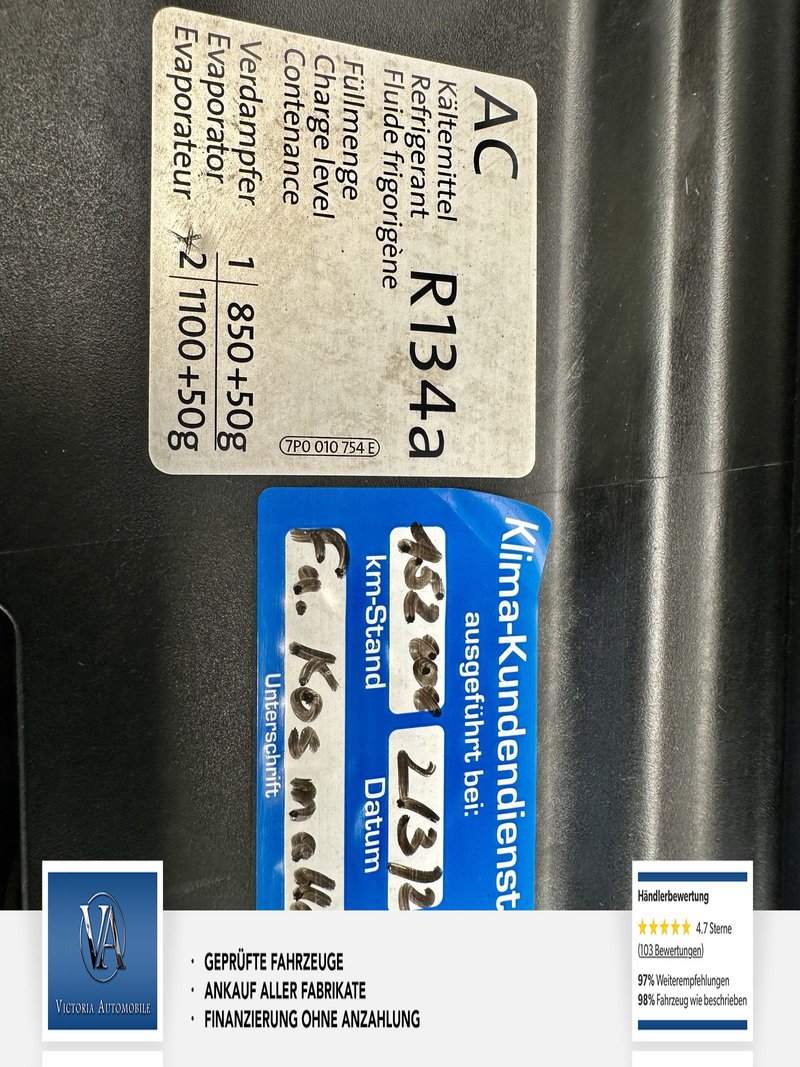 AC
Kältemittel
Refrigerant R134a
Fluide frigorigène
Füllmenge
Charge level
Contenance
Verdampfer 1 850+50g
Evaporator
Evaporateur 2 1100+50g
7P0 010 754 E
Klima-Kundendienst
ausgeführt bei:
km-Stand Datum
Fa.
Unterschrift
VA
VICTORIA AUTOMOBILE
· GEPRÜFTE FAHRZEUGE
· ANKAUF ALLER FABRIKATE
· FINANZIERUNG OHNE ANZAHLUNG
Händlerbewertung
4.7 Sterne
(103 Bewertungen)
97% Weiterempfehlungen
98% Fahrzeug wie beschrieben